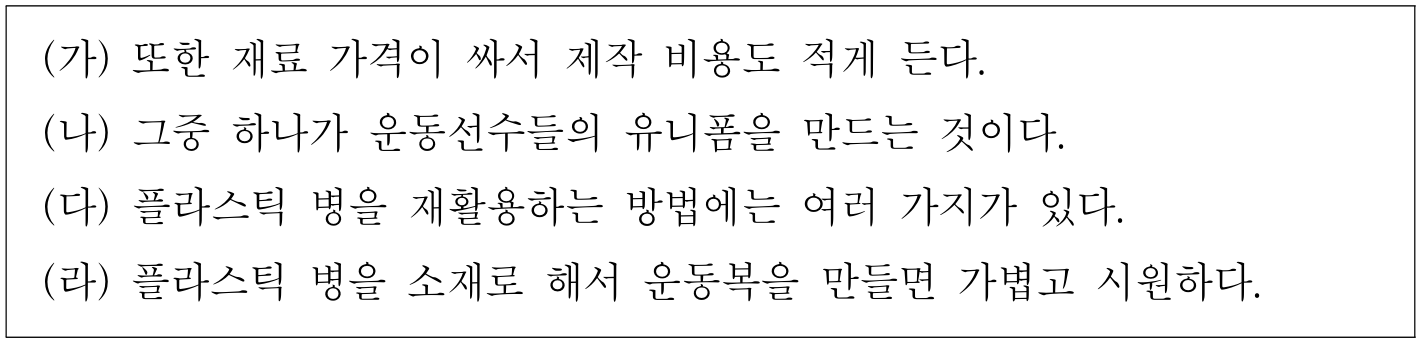 (가) 또한 재료 가격이 싸서 제작 비용도 적게 든다.
(나) 그중 하나가 운동선수들의 유니폼을 만드는 것이다.
(다) 플라스틱 병을 재활용하는 방법에는 여러 가지가 있다.
(라) 플라스틱 병을 소재로 해서 운동복을 만들면 가볍고 시원하다.